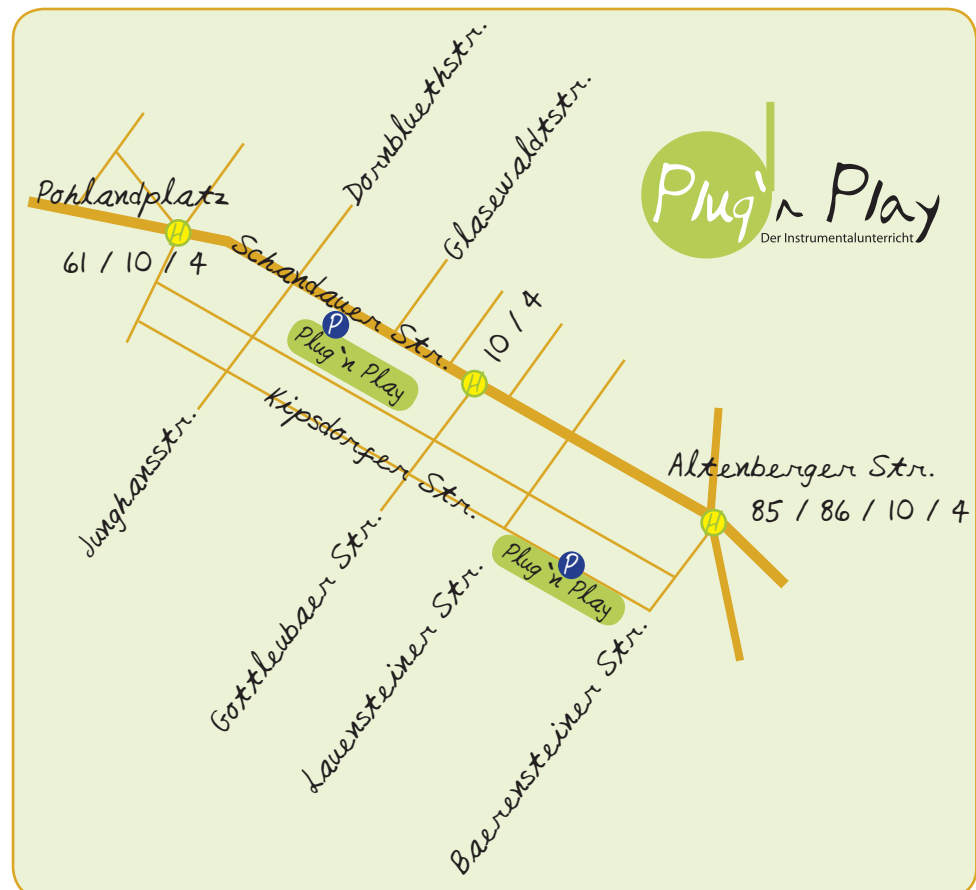 Dornbluethstr.
Glasewaldtstr.
Plug'n Play
Der Instrumentalunterricht
Pohlandplatz
H
61 / 10 / 4
Schandauer Str.
P
Plug`n Play
10 / 4
H
Kipsdorfer Str.
Junghansstr.
Altenberger Str.
85 / 86 / 10 / 4
H
P
Plug`n Play
Gottleubaer Str.
Lauensteiner Str.
Baerensteiner Str.